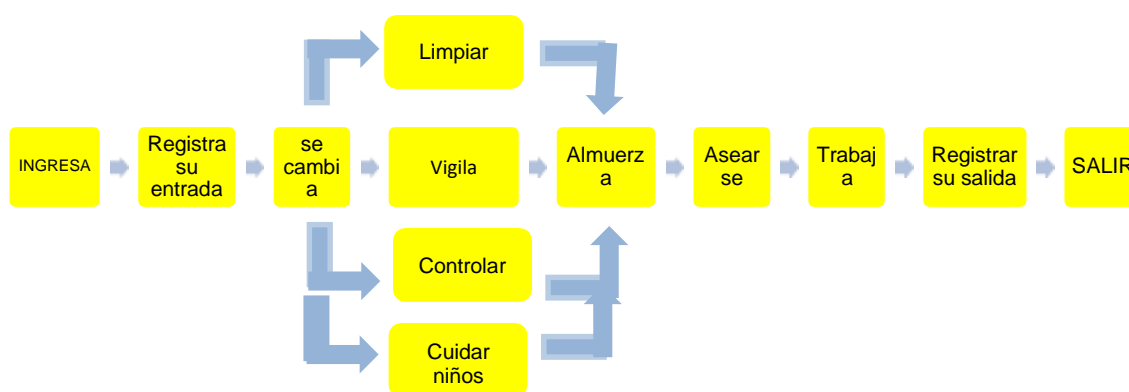 Limpiar
INGRESA
Registra
su
entrada
se
cambi
a
Vigila
Almuerz
a
Asear
se
Trabaj
a
Registrar
su salida
SALIR
Controlar
Cuidar
niños